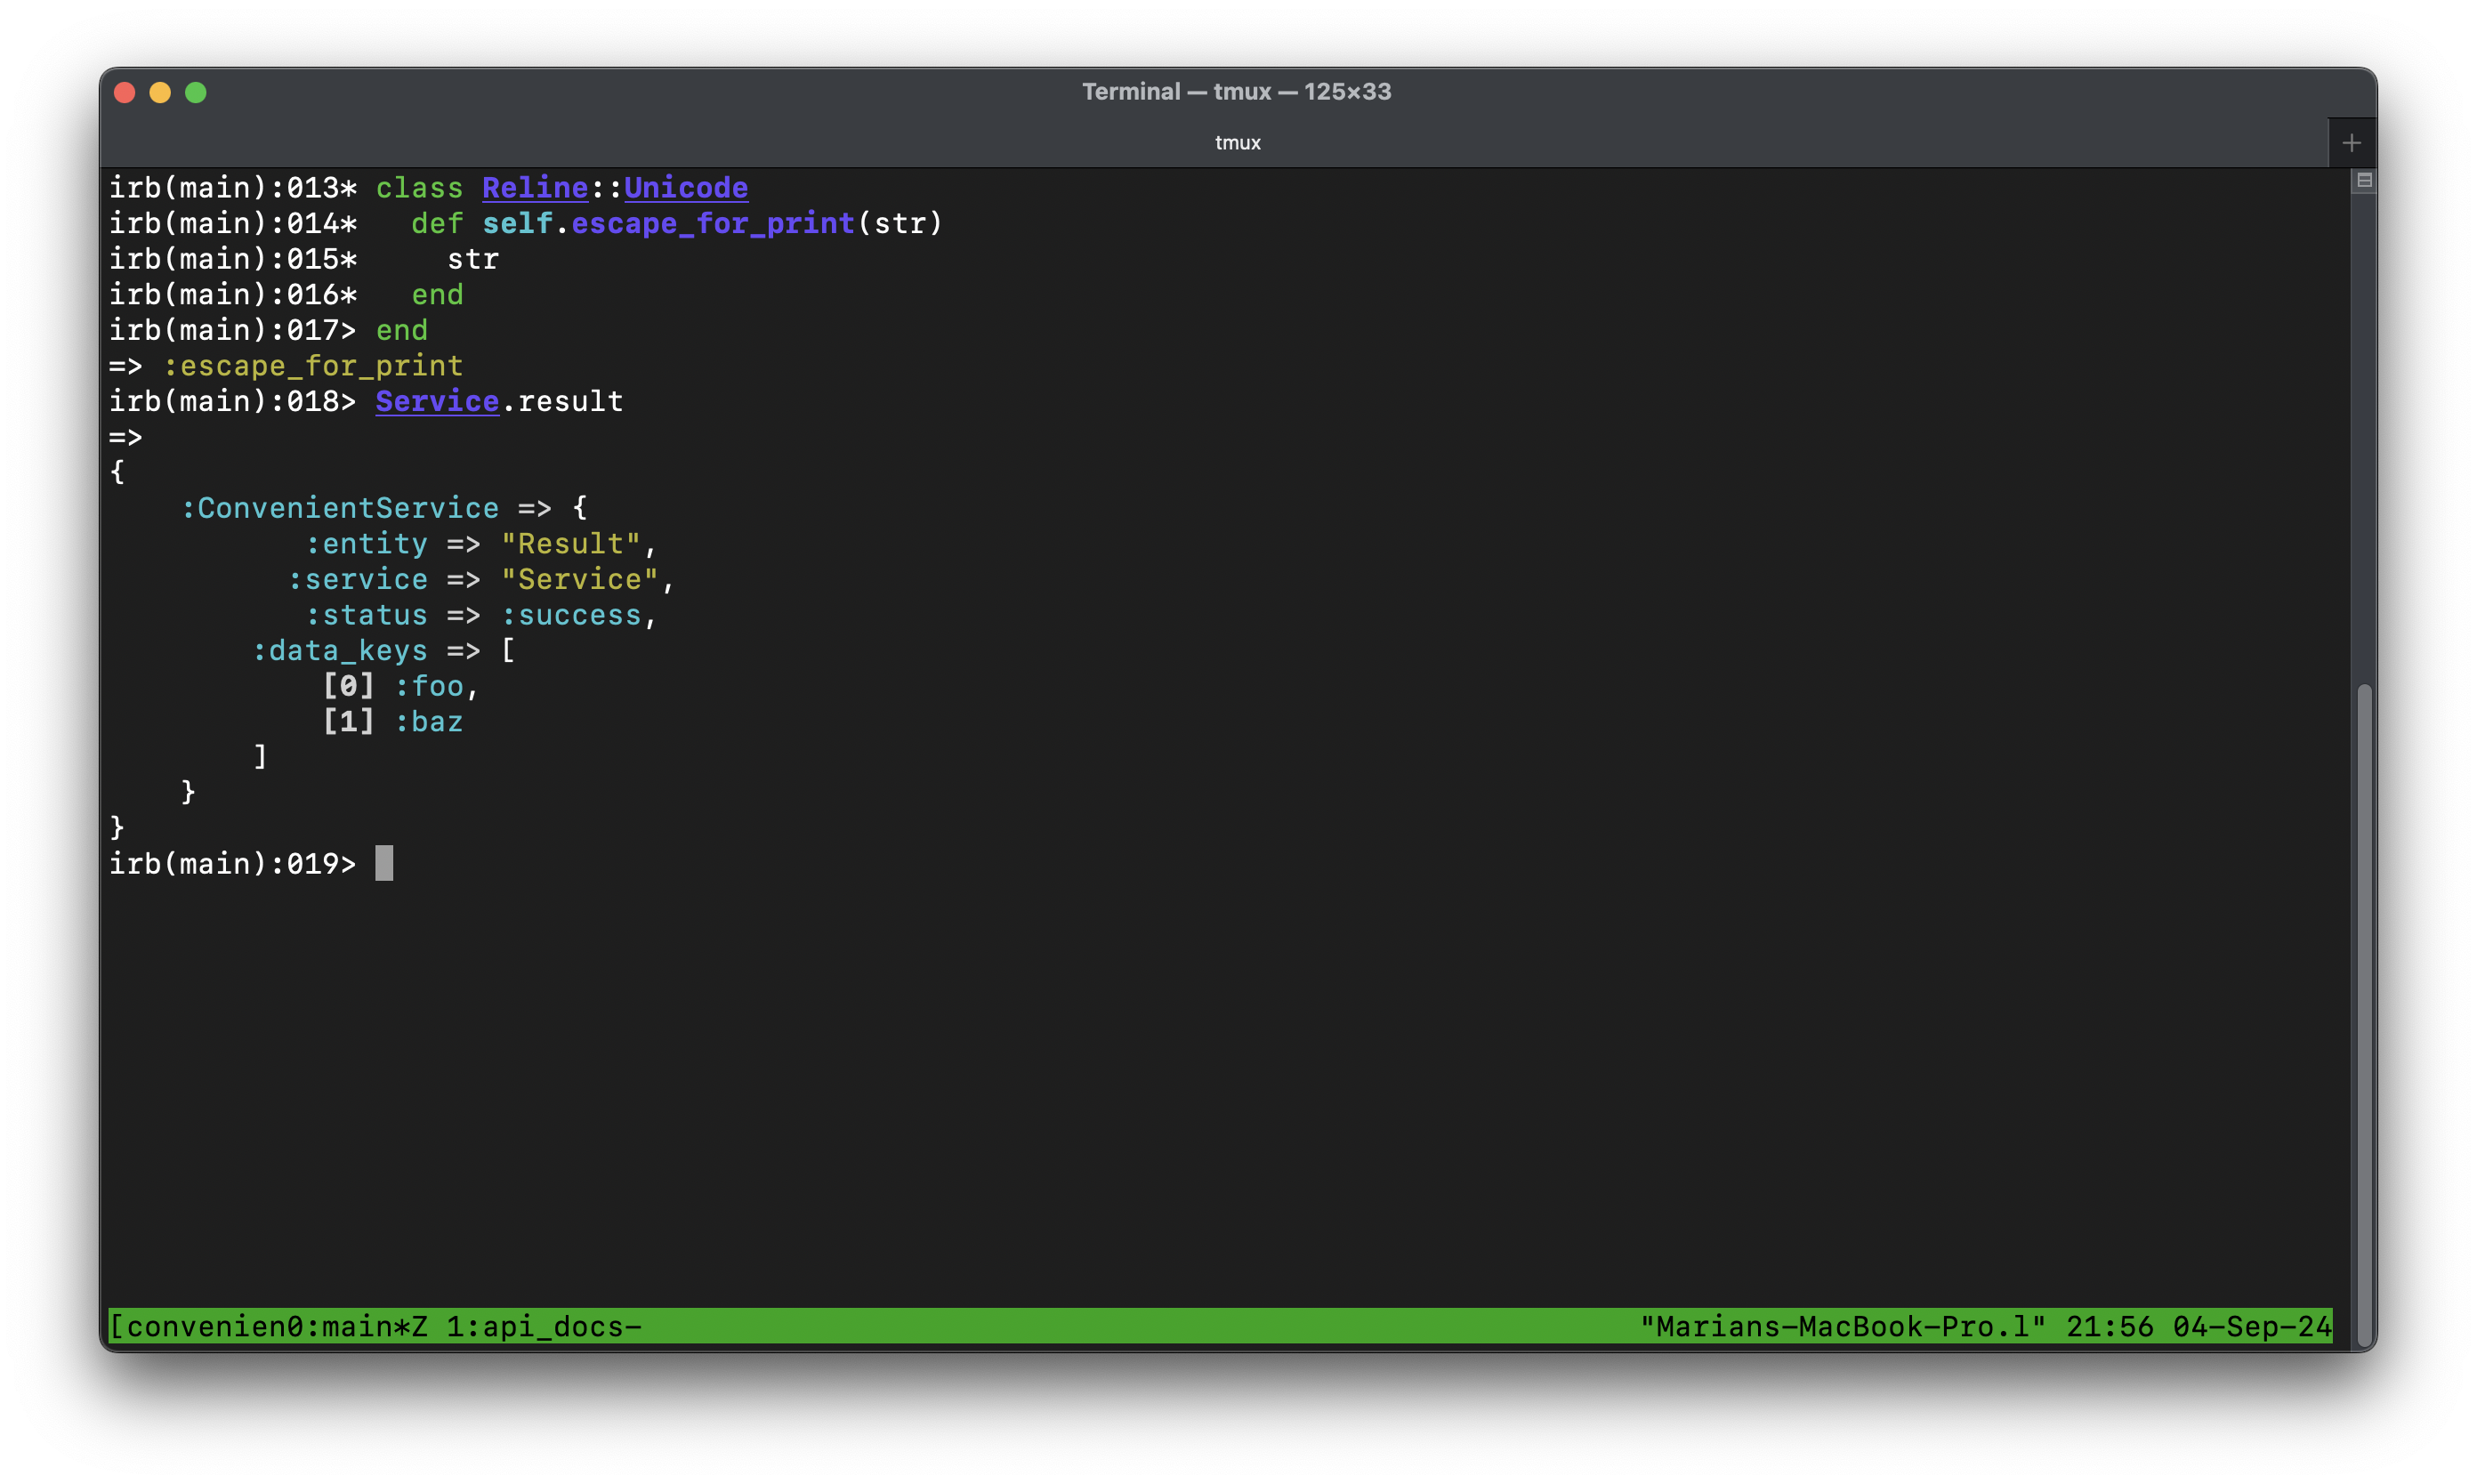 Terminal — tmux — 125×33
tmux
irb(main):013* class Reline::Unicode
irb(main):014*   def self.escape_for_print(str)
irb(main):015*     str
irb(main):016*   end
irb(main):017> end
=> :escape_for_print
irb(main):018> Service.result
=>
{
    :ConvenientService => {
           :entity => "Result",
          :service => "Service",
           :status => :success,
        :data_keys => [
            [0] :foo,
            [1] :baz
        ]
    }
}
irb(main):019>
[convenien0:main*Z 1:api_docs- "Marians-MacBook-Pro.l" 21:56 04-Sep-24